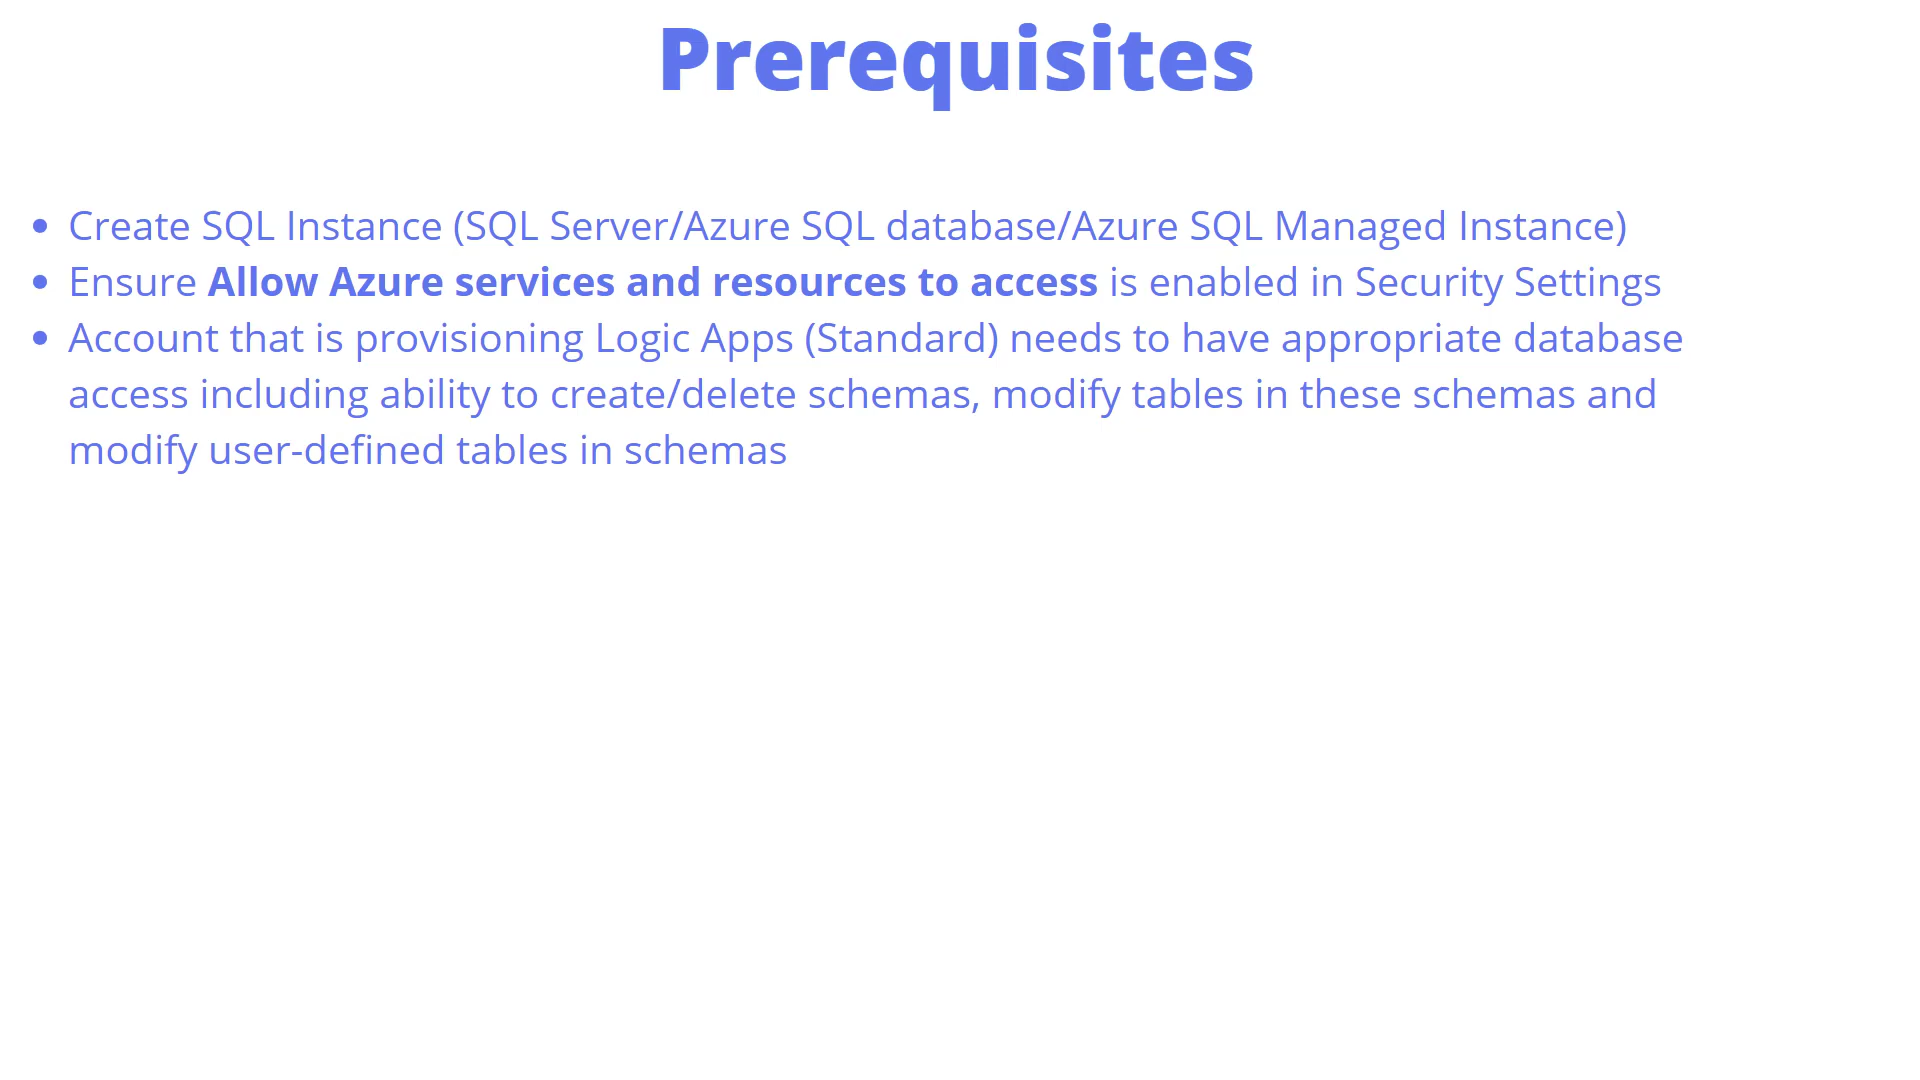 Prerequisites
• Create SQL Instance (SQL Server/Azure SQL database/Azure SQL Managed Instance)
• Ensure Allow Azure services and resources to access is enabled in Security Settings
• Account that is provisioning Logic Apps (Standard) needs to have appropriate database
access including ability to create/delete schemas, modify tables in these schemas and
modify user-defined tables in schemas